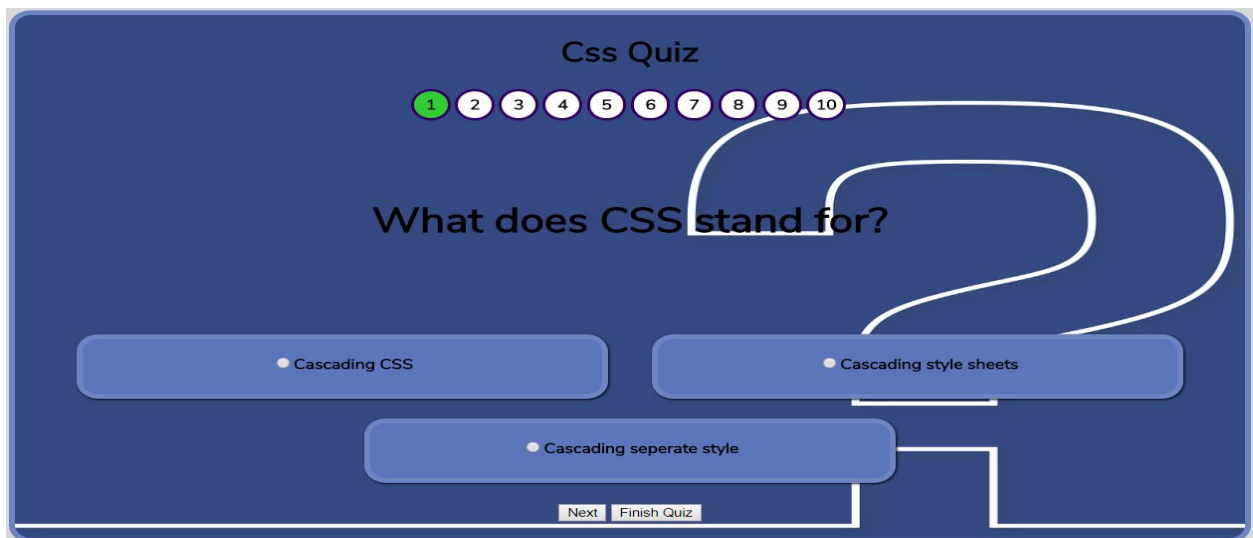 Css Quiz
1 2 3 4 5 6 7 8 9 10
What does CSS stand for?
Cascading CSS
Cascading style sheets
Cascading seperate style
Next Finish Quiz